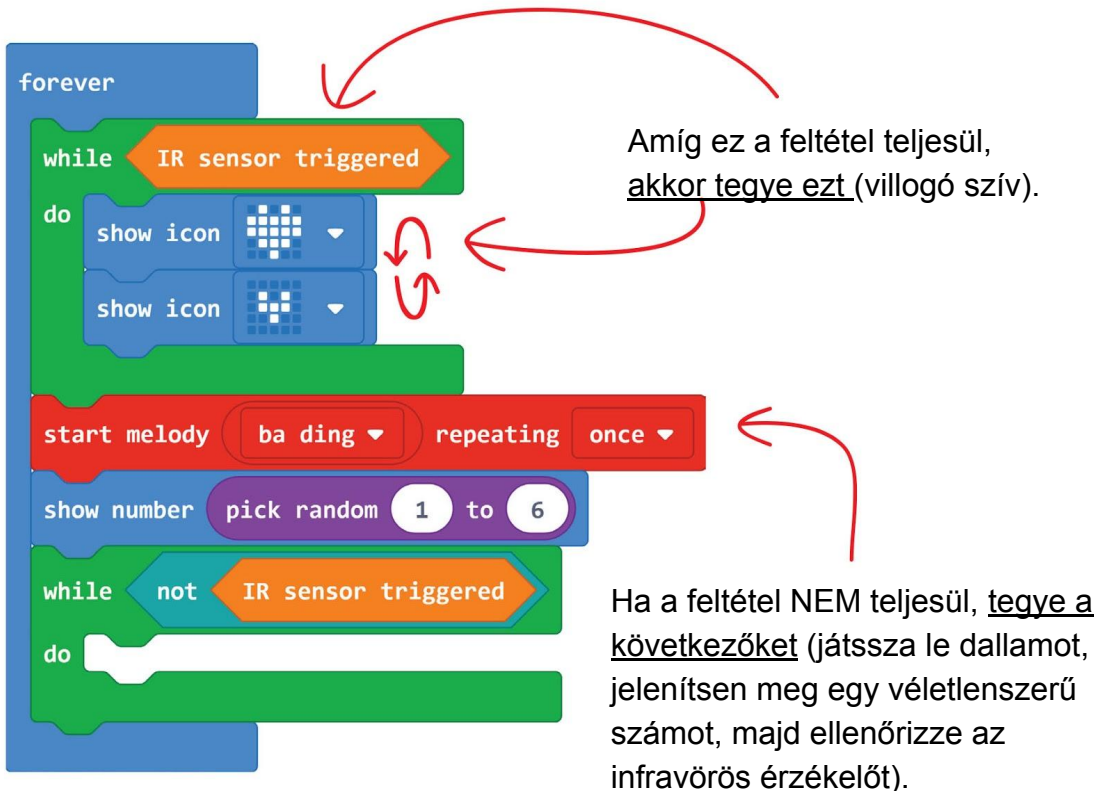 forever
while IR sensor triggered
do
show icon
show icon
start melody ba ding repeating once
show number pick random 1 to 6
while not IR sensor triggered
do
Amíg ez a feltétel teljesül,
akkor tegye ezt (villogó szív).
Ha a feltétel NEM teljesül, tegye a
következőket (játssza le dallamot,
jelenítsen meg egy véletlenszerű
számot, majd ellenőrizze az
infravörös érzékelőt).